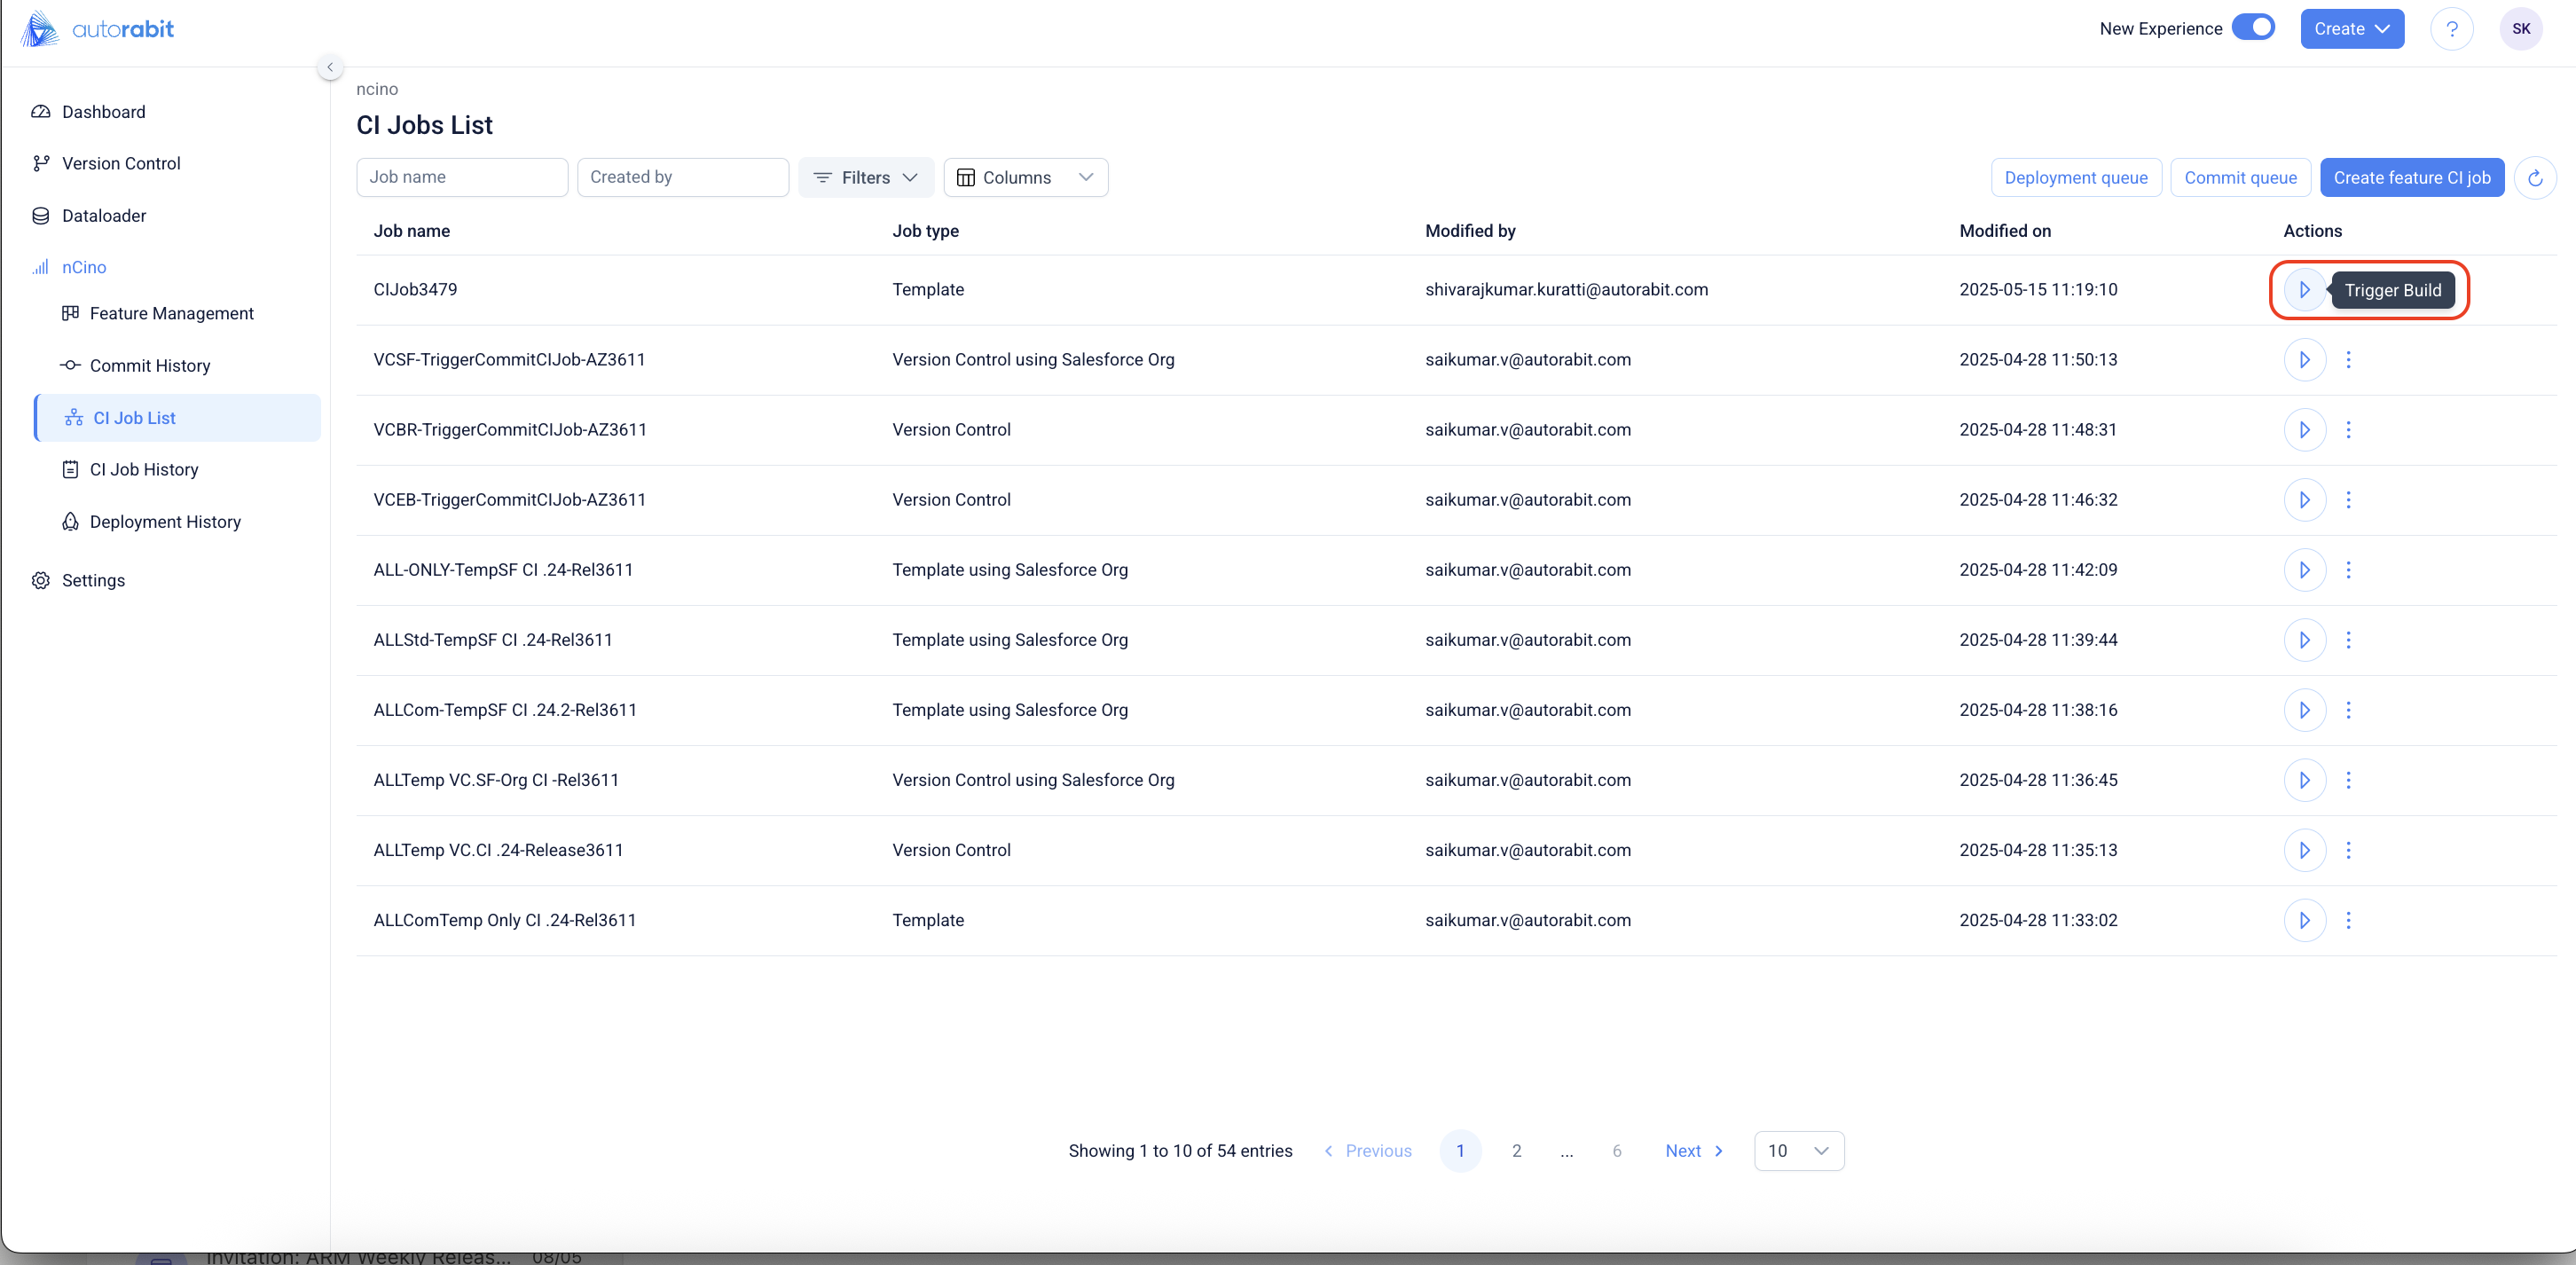 autorabit
New Experience
Create
?
SK
Dashboard
Version Control
Dataloader
nCino
Feature Management
Commit History
CI Job List
CI Job History
Deployment History
Settings
ncino
CI Jobs List
Job name
Created by
Filters
Columns
Deployment queue
Commit queue
Create feature CI job
Job name Job type Modified by Modified on Actions
CIJob3479 Template shivarajkumar.kuratti@autorabit.com 2025-05-15 11:19:10 Trigger Build
VCSF-TriggerCommitCIJob-AZ3611 Version Control using Salesforce Org saikumar.v@autorabit.com 2025-04-28 11:50:13
VCBR-TriggerCommitCIJob-AZ3611 Version Control saikumar.v@autorabit.com 2025-04-28 11:48:31
VCEB-TriggerCommitCIJob-AZ3611 Version Control saikumar.v@autorabit.com 2025-04-28 11:46:32
ALL-ONLY-TempSF CI .24-Rel3611 Template using Salesforce Org saikumar.v@autorabit.com 2025-04-28 11:42:09
ALLStd-TempSF CI .24-Rel3611 Template using Salesforce Org saikumar.v@autorabit.com 2025-04-28 11:39:44
ALLCom-TempSF CI .24.2-Rel3611 Template using Salesforce Org saikumar.v@autorabit.com 2025-04-28 11:38:16
ALLTemp VC.SF-Org CI -Rel3611 Version Control using Salesforce Org saikumar.v@autorabit.com 2025-04-28 11:36:45
ALLTemp VC.CI .24-Release3611 Version Control saikumar.v@autorabit.com 2025-04-28 11:35:13
ALLComTemp Only CI .24-Rel3611 Template saikumar.v@autorabit.com 2025-04-28 11:33:02
Showing 1 to 10 of 54 entries Previous 1 2 ... 6 Next 10
Invitation: ARM Weekly Releas... 08/05